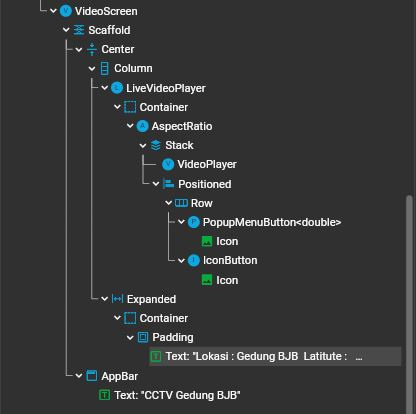 VideoScreen
Scaffold
Center
Column
LiveVideoPlayer
Container
AspectRatio
Stack
VideoPlayer
Positioned
Row
PopupMenuButton<double>
Icon
IconButton
Icon
Expanded
Container
Padding
Text: "Lokasi : Gedung BJB Latitute : ...
AppBar
Text: "CCTV Gedung BJB"